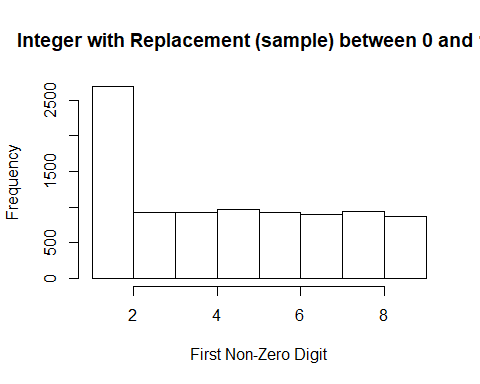 Integer with Replacement (sample) between 0 and
Frequency
2500
1500
500
0
2 4 6 8
First Non-Zero Digit